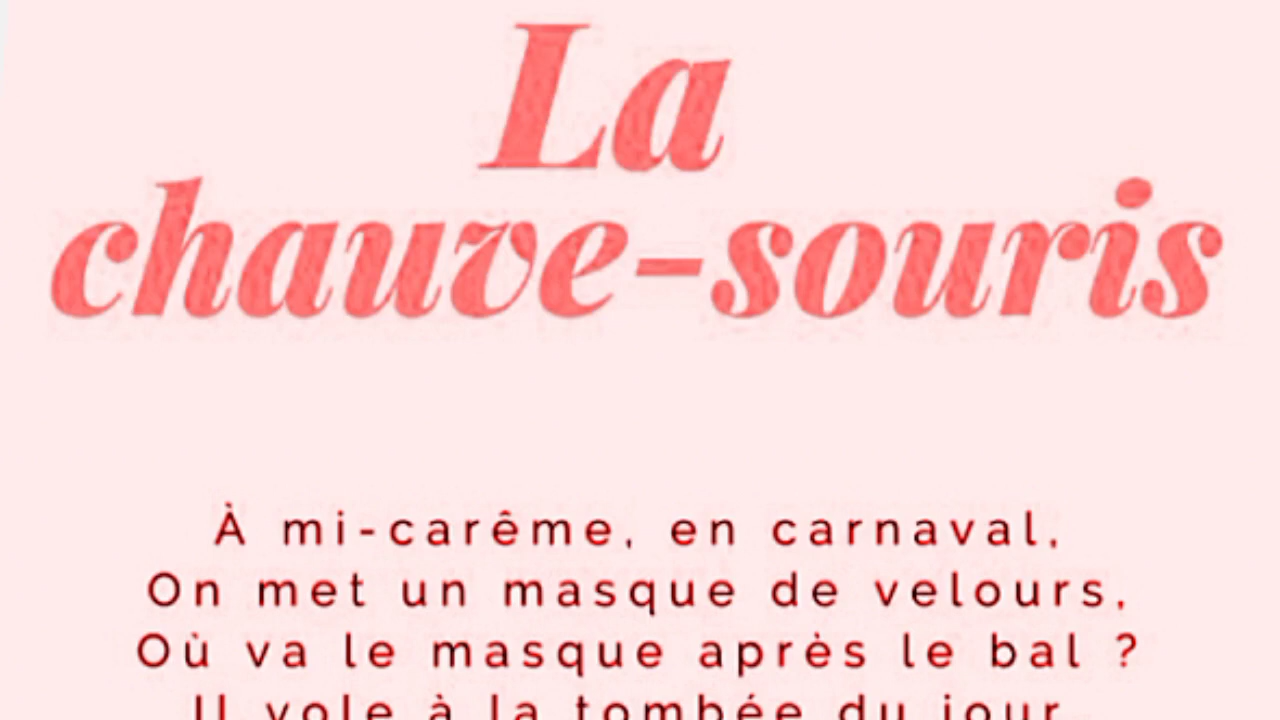 La
chauve-souris
À mi-carême, en carnaval,
On met un masque de velours,
Où va le masque après le bal ?
Il vole à la tombée du jour